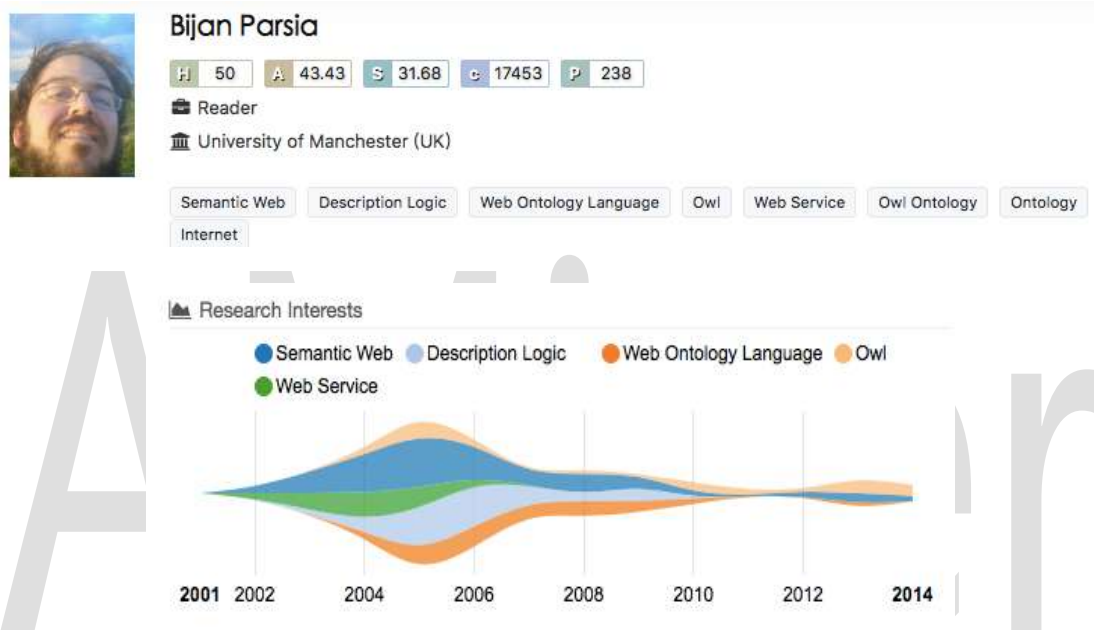 Bijan Parsia
H 50 A 43.43 S 31.68 C 17453 P 238
Reader
University of Manchester (UK)
Semantic Web Description Logic Web Ontology Language Owl Web Service Owl Ontology Ontology
Internet
Research Interests
Semantic Web Description Logic Web Ontology Language Owl
Web Service
2001 2002 2004 2006 2008 2010 2012 2014